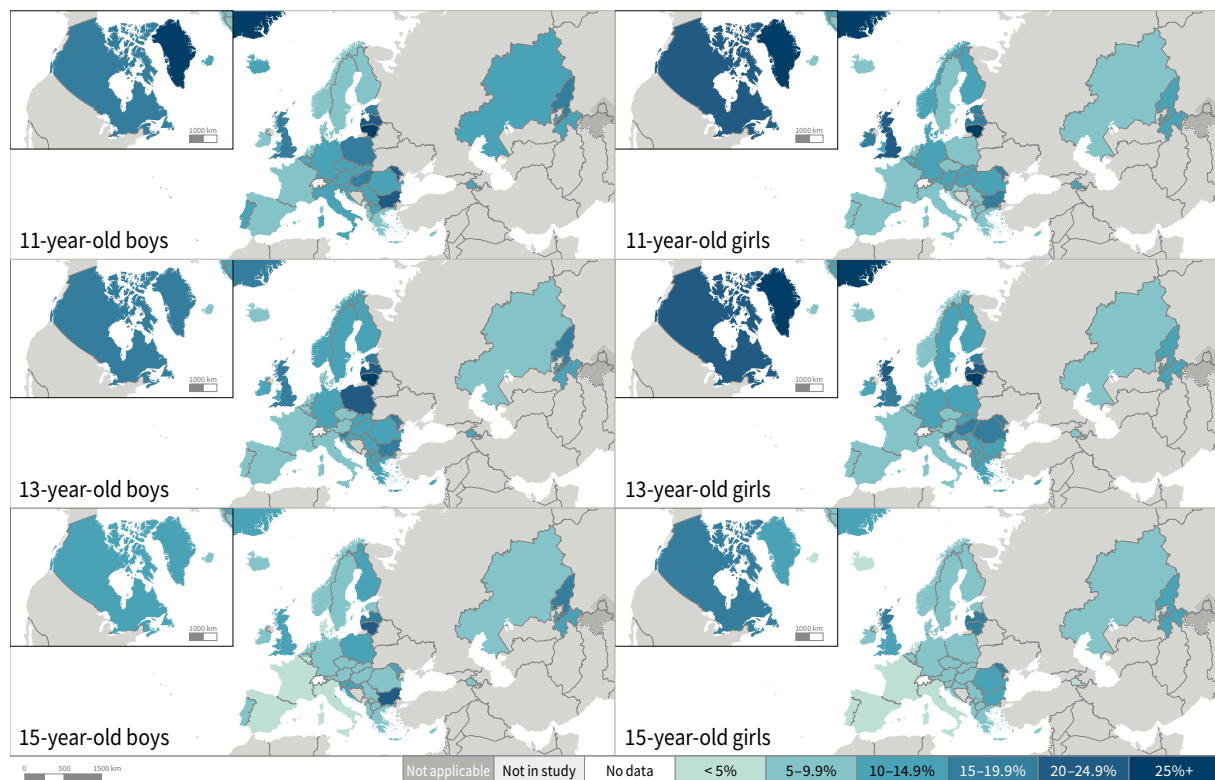 1000 km
1000 km
11-year-old boys
11-year-old girls
1000 km
1000 km
13-year-old boys
13-year-old girls
1000 km
1000 km
15-year-old boys
15-year-old girls
0 500 1500 km
Not applicable Not in study No data < 5% 5–9.9% 10–14.9% 15–19.9% 20–24.9% 25%+